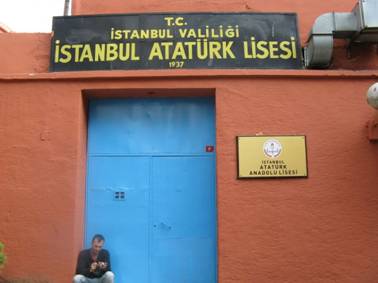 T.C.
İSTANBUL VALİLİĞİ
İSTANBUL ATATÜRK LİSESİ
1937
İSTANBUL
ATATÜRK
ANADOLU LİSESİ